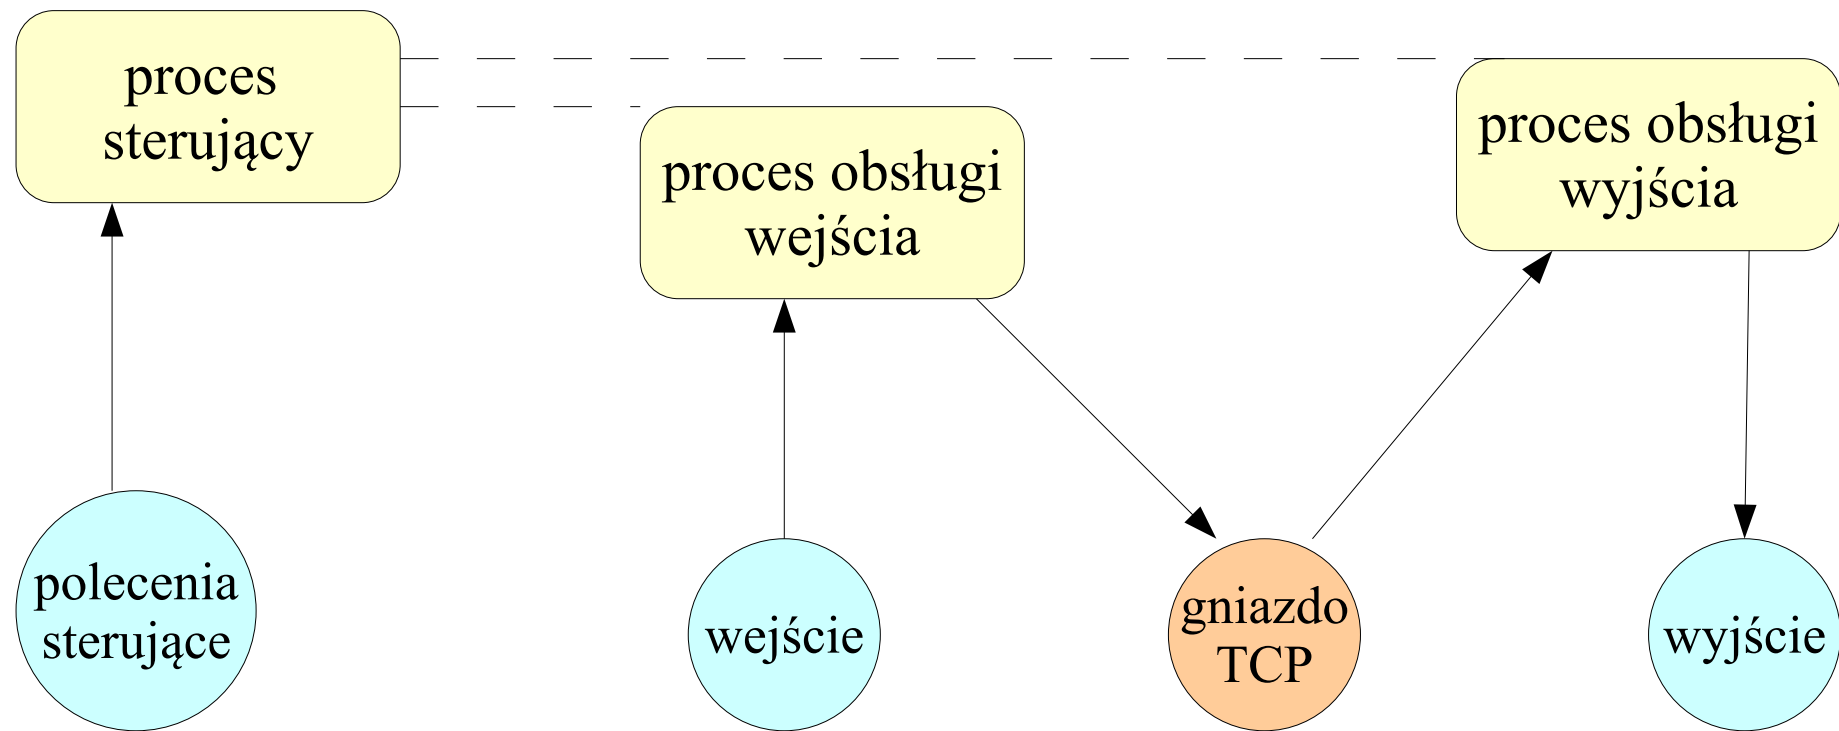 proces
sterujący
proces obsługi
wejścia
proces obsługi
wyjścia
polecenia
sterujące
wejście
gniazdo
TCP
wyjście